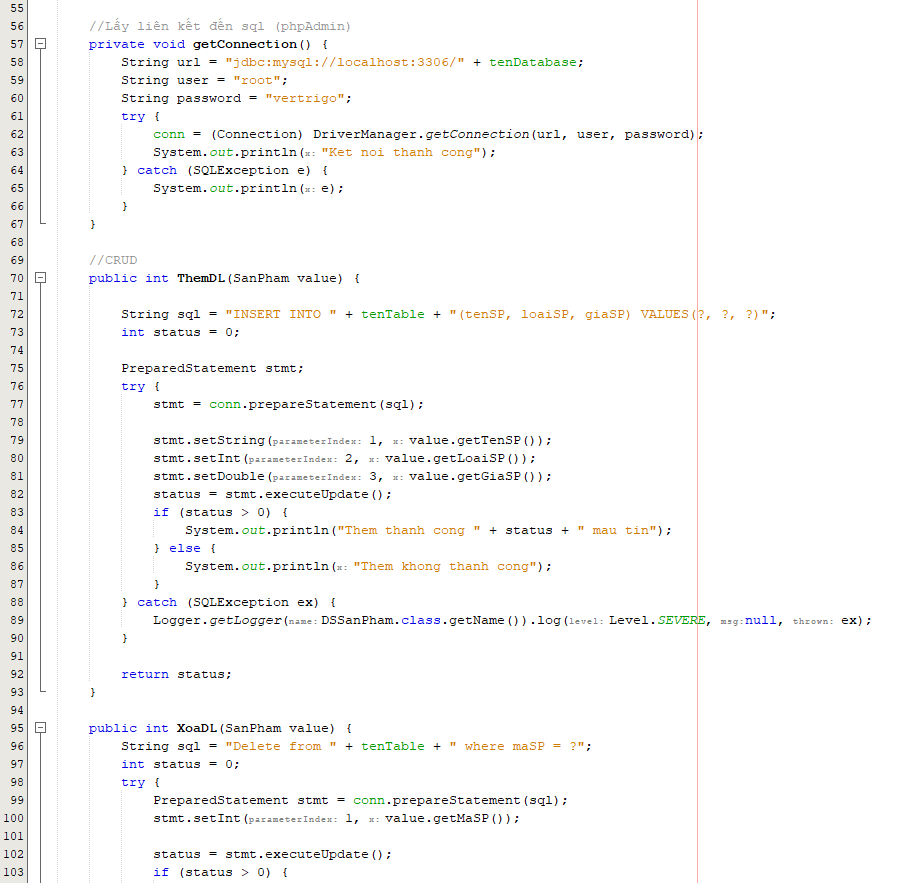 55
56 //Lấy liên kết đến sql (phpAdmin)
57 private void getConnection() {
58 String url = "jdbc:mysql://localhost:3306/" + tenDatabase;
59 String user = "root";
60 String password = "vertrigo";
61 try {
62 conn = (Connection) DriverManager.getConnection(url, user, password);
63 System.out.println(x: "Ket noi thanh cong");
64 } catch (SQLException e) {
65 System.out.println(x: e);
66 }
67 }
68
69 //CRUD
70 public int ThemDL(SanPham value) {
71
72 String sql = "INSERT INTO " + tenTable + "(tenSP, loaiSP, giaSP) VALUES(?, ?, ?)";
73 int status = 0;
74
75 PreparedStatement stmt;
76 try {
77 stmt = conn.prepareStatement(sql);
78
79 stmt.setString(parameterIndex: 1, x: value.getTenSP());
80 stmt.setInt(parameterIndex: 2, x: value.getLoaiSP());
81 stmt.setDouble(parameterIndex: 3, x: value.getGiaSP());
82 status = stmt.executeUpdate();
83 if (status > 0) {
84 System.out.println("Them thanh cong " + status + " mau tin");
85 } else {
86 System.out.println(x: "Them khong thanh cong");
87 }
88 } catch (SQLException ex) {
89 Logger.getLogger(name: DSSanPham.class.getName()).log(level: Level.SEVERE, msg: null, thrown: ex);
90 }
91
92 return status;
93 }
94
95 public int XoaDL(SanPham value) {
96 String sql = "Delete from " + tenTable + " where maSP = ?";
97 int status = 0;
98 try {
99 PreparedStatement stmt = conn.prepareStatement(sql);
100 stmt.setInt(parameterIndex: 1, x: value.getMaSP());
101
102 status = stmt.executeUpdate();
103 if (status > 0) {